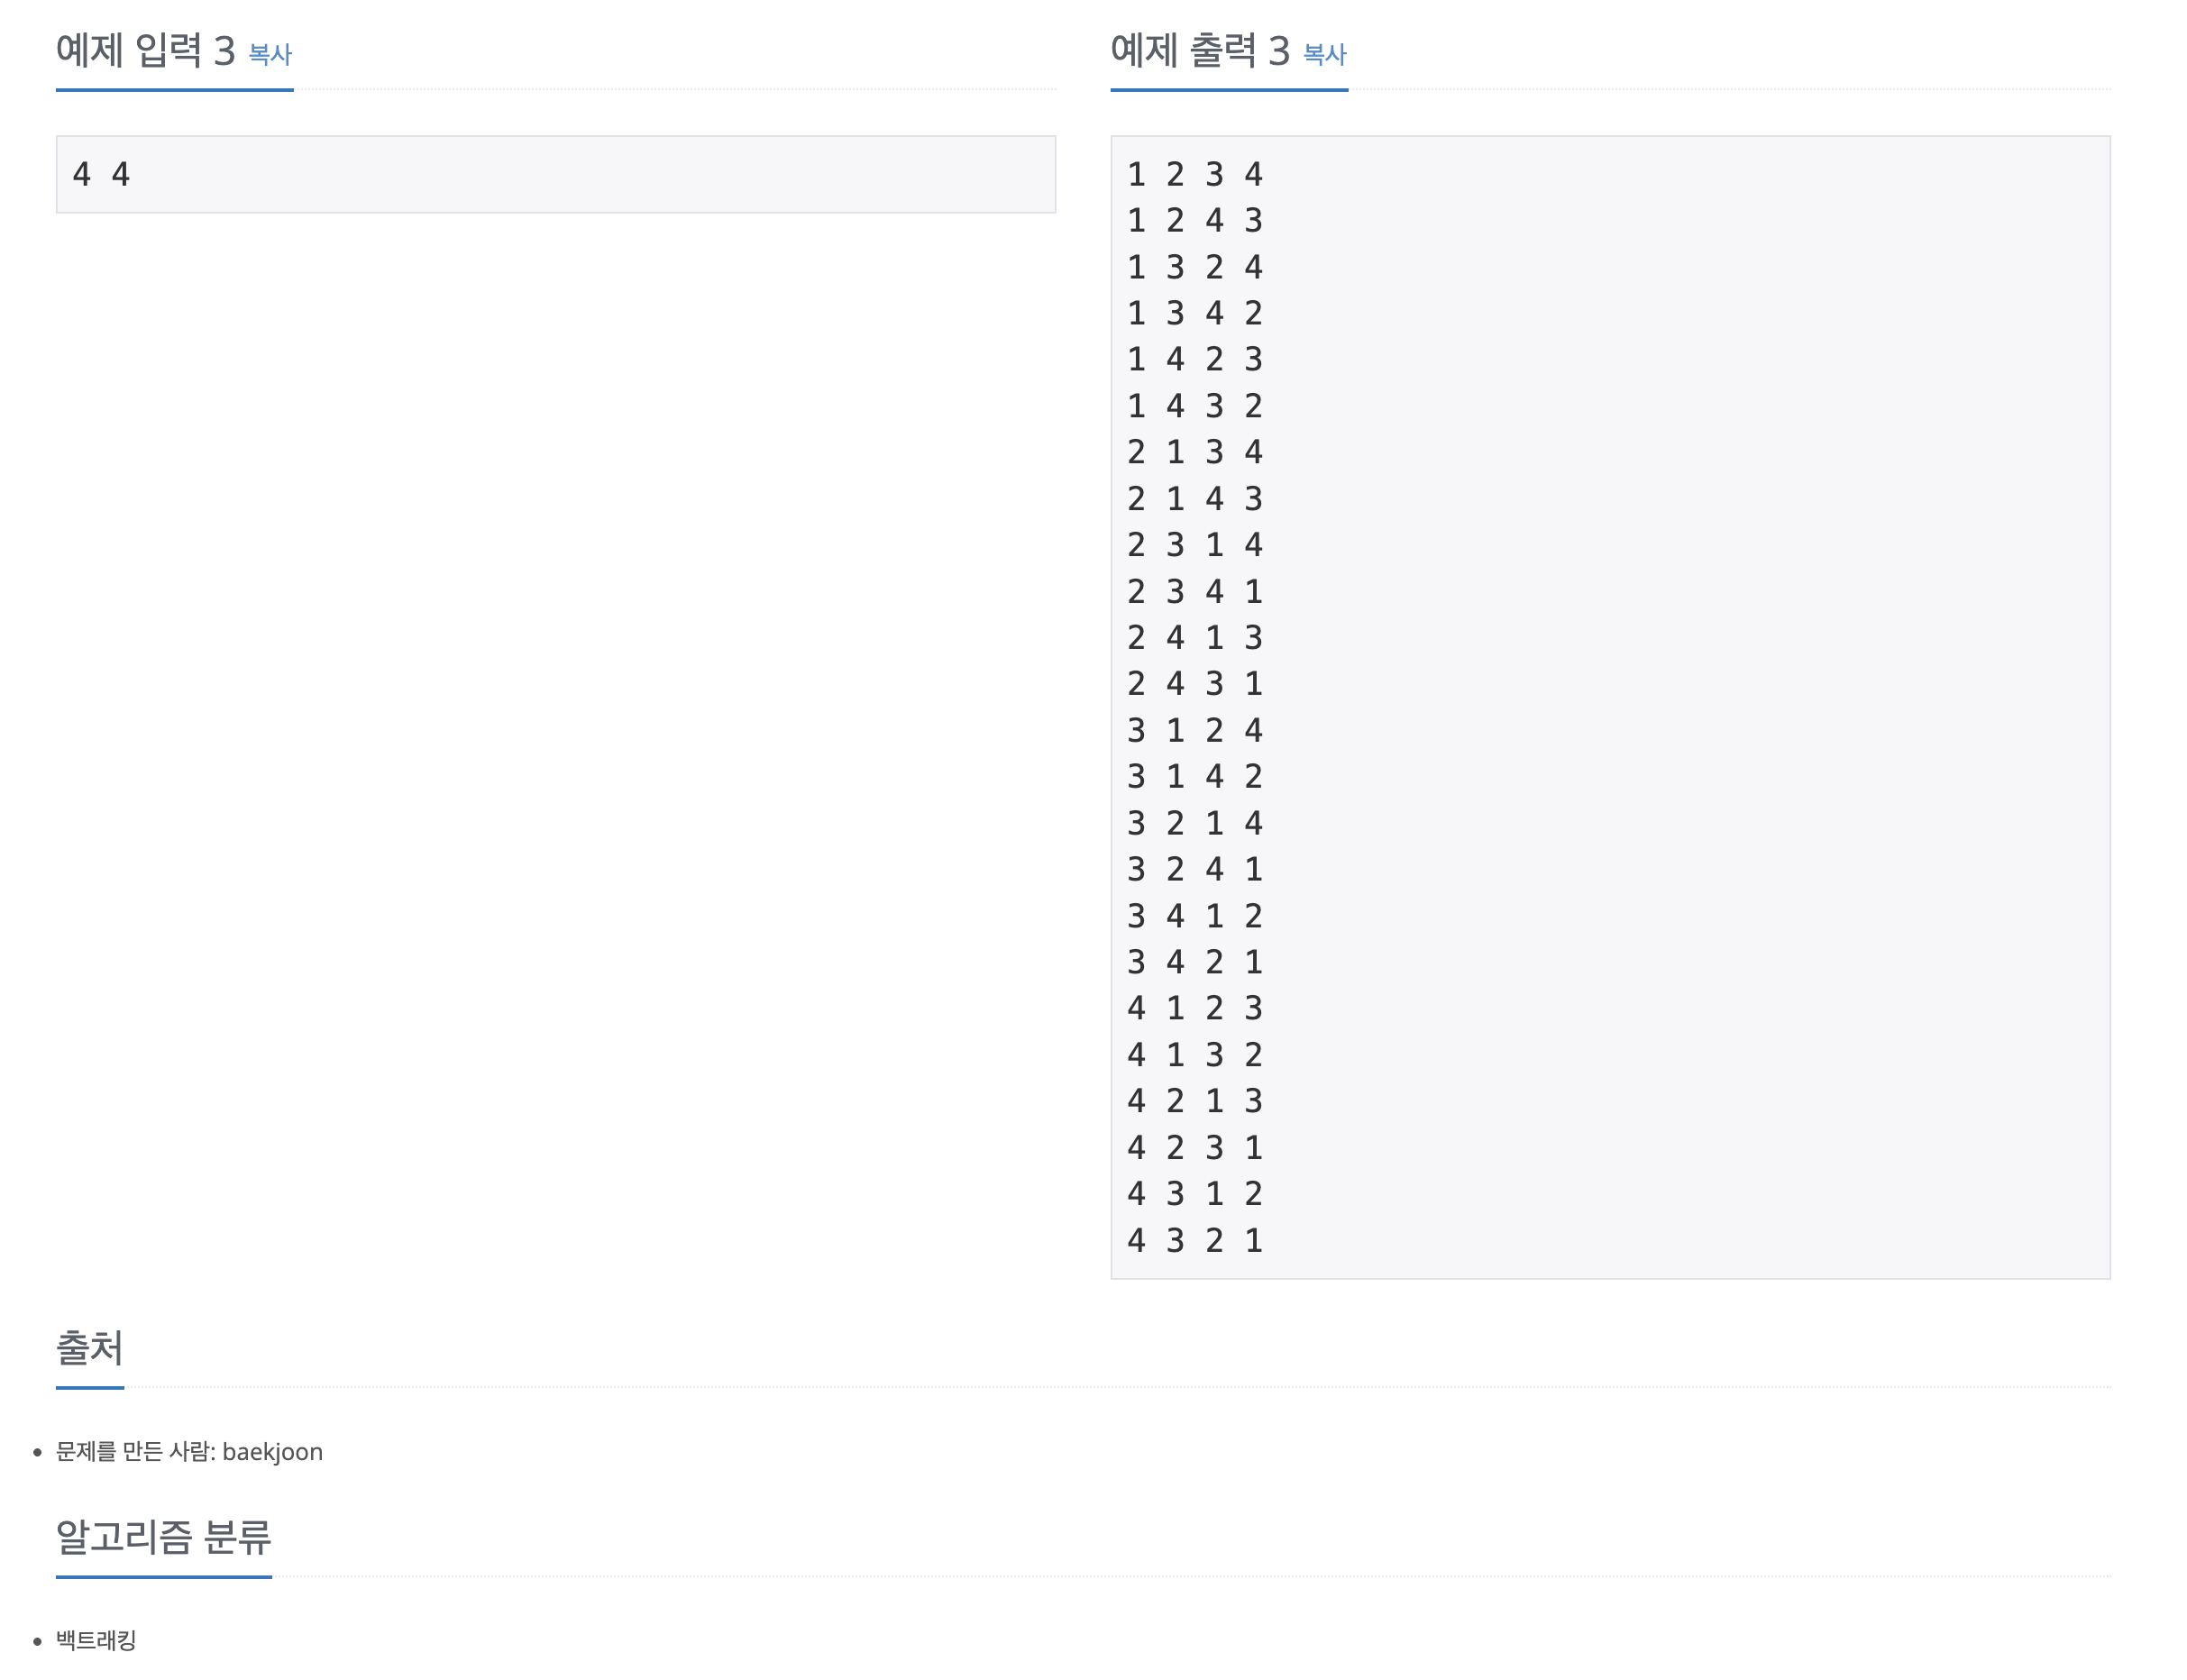 예제 입력 3 복사
4 4
예제 출력 3 복사
1 2 3 4
1 2 4 3
1 3 2 4
1 3 4 2
1 4 2 3
1 4 3 2
2 1 3 4
2 1 4 3
2 3 1 4
2 3 4 1
2 4 1 3
2 4 3 1
3 1 2 4
3 1 4 2
3 2 1 4
3 2 4 1
3 4 1 2
3 4 2 1
4 1 2 3
4 1 3 2
4 2 1 3
4 2 3 1
4 3 1 2
4 3 2 1
출처
• 문제를 만든 사람: baekjoon
알고리즘 분류
• 백트래킹